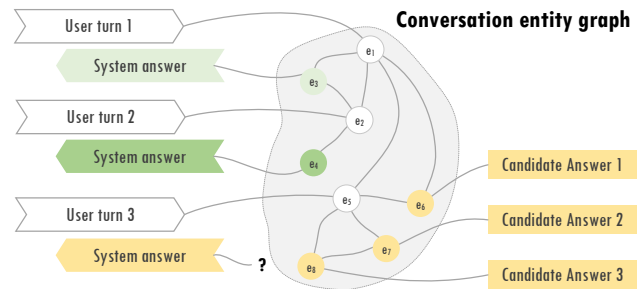 Conversation entity graph
User turn 1
System answer
User turn 2
System answer
User turn 3
System answer
?
e1
e3
e2
e4
e5
e6
e7
e8
Candidate Answer 1
Candidate Answer 2
Candidate Answer 3